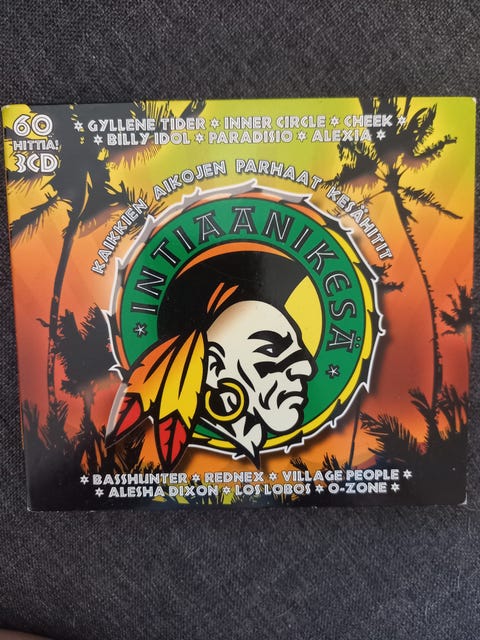 60
HITTIÄ!
3CD
✶ GYLLENE TIDER ✶ INNER CIRCLE ✶ CHEEK ✶
✶ BILLY IDOL ✶ PARADISIO ✶ ALEXIA ✶
KAIKKIEN AIKOJEN PARHAAT KESÄHITIT
✶ INTIAANIKESÄ ✶
✶ BASSHUNTER ✶ REDNEX ✶ VILLAGE PEOPLE ✶
✶ ALESHA DIXON ✶ LOS LOBOS ✶ O-ZONE ✶